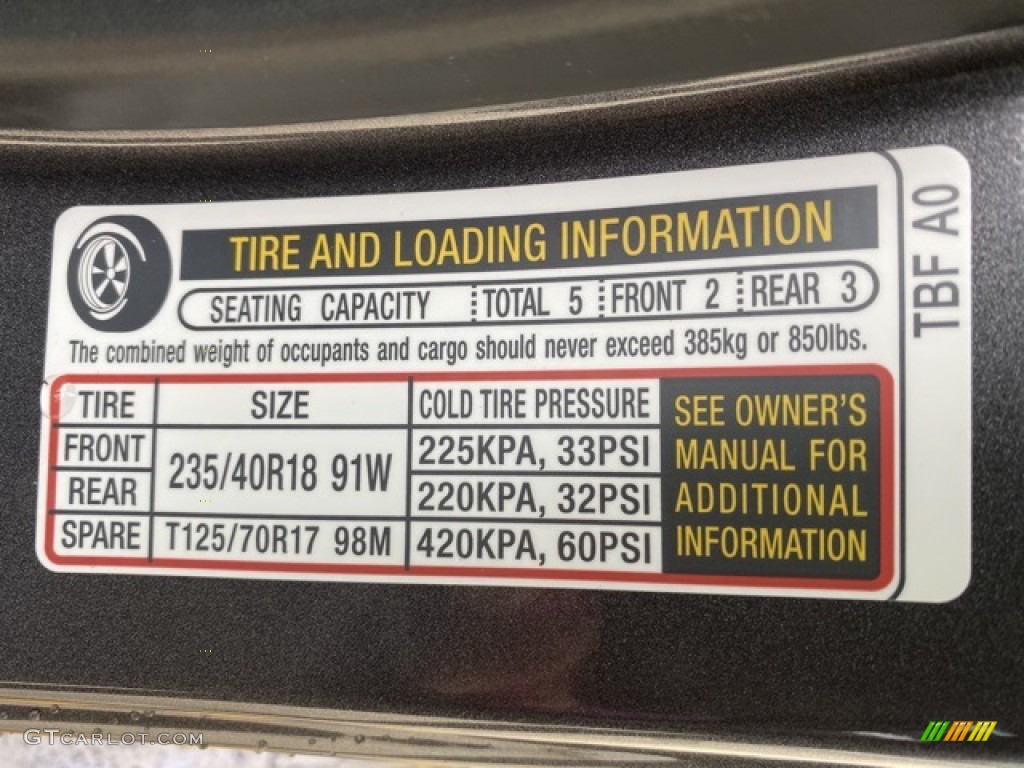 TIRE AND LOADING INFORMATION
SEATING CAPACITY TOTAL 5 FRONT 2 REAR 3
The combined weight of occupants and cargo should never exceed 385kg or 850lbs.
TIRE SIZE COLD TIRE PRESSURE
FRONT 235/40R18 91W 225KPA, 33PSI
REAR 220KPA, 32PSI
SPARE T125/70R17 98M 420KPA, 60PSI
SEE OWNER'S
MANUAL FOR
ADDITIONAL
INFORMATION
TBF A0
GTCARLOT.COM